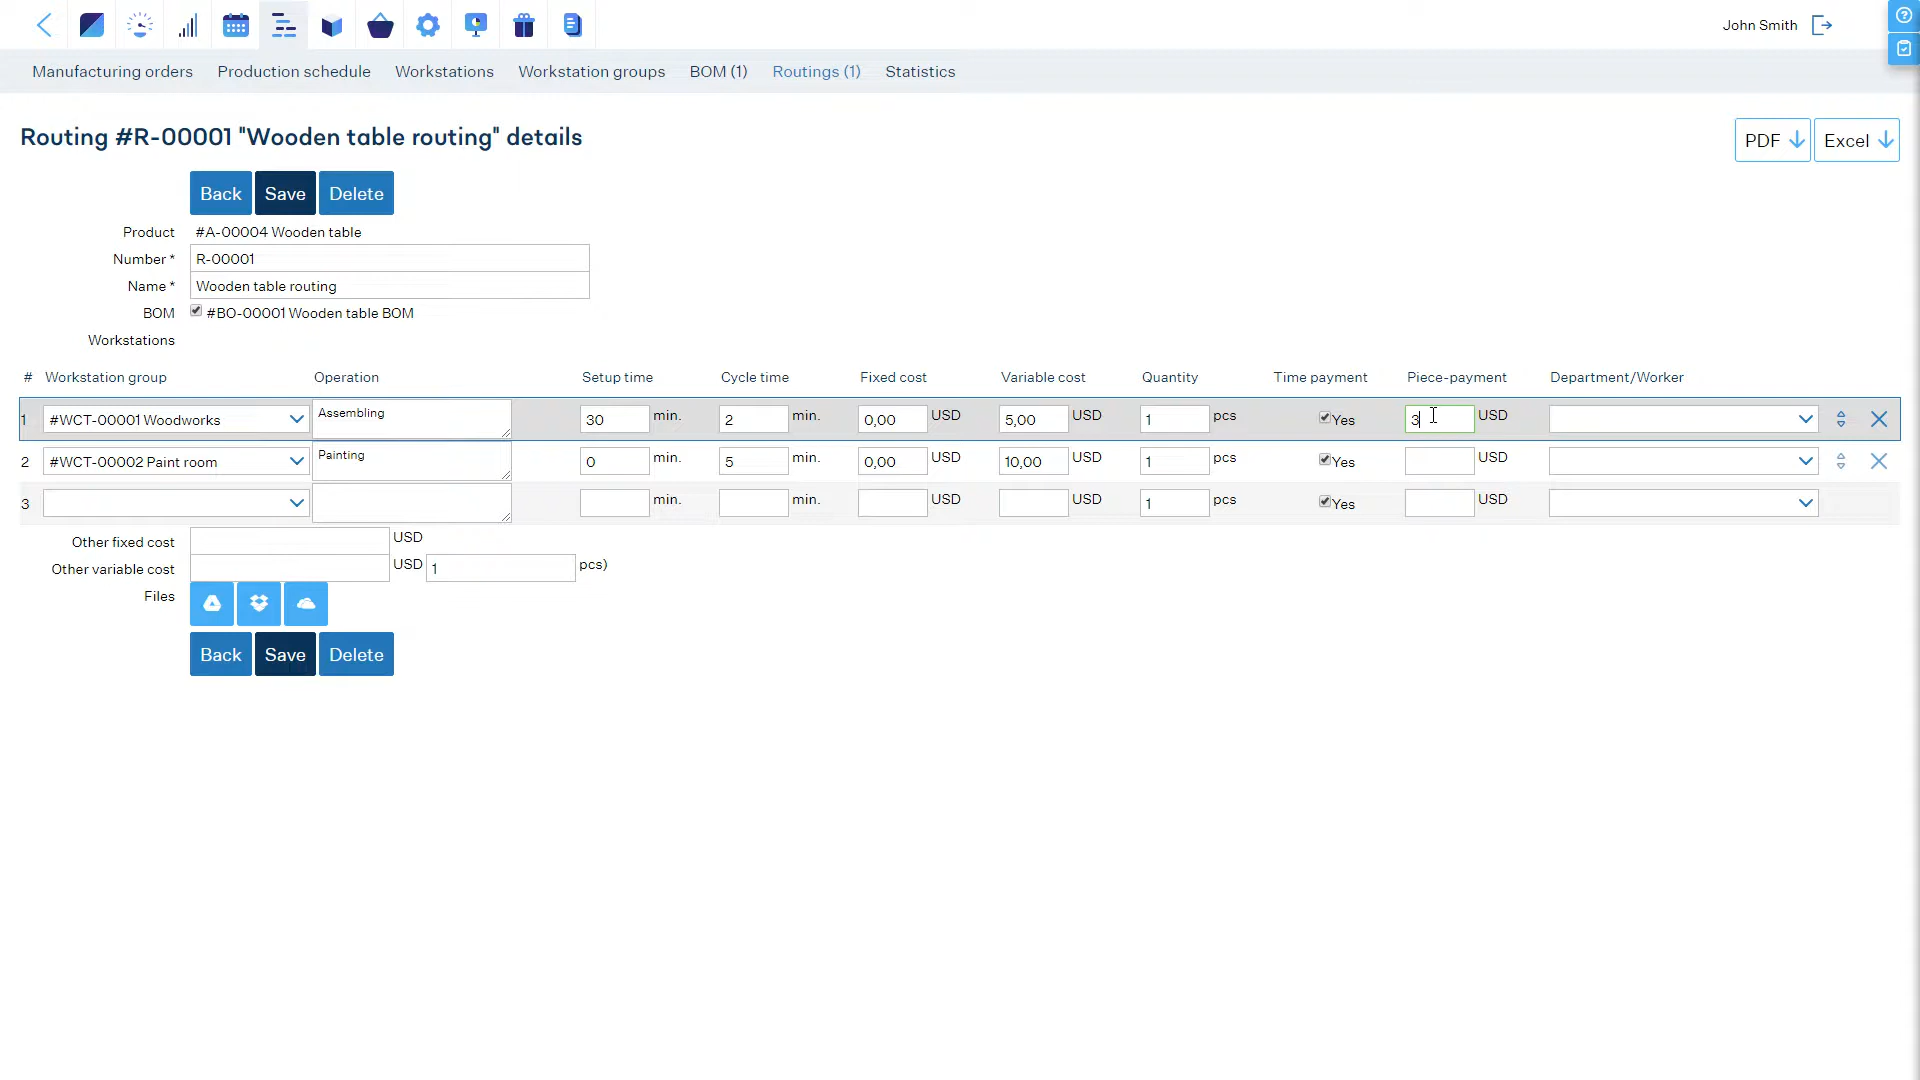 John Smith
Manufacturing orders Production schedule Workstations Workstation groups BOM (1) Routings (1) Statistics
Routing #R-00001 "Wooden table routing" details
PDF Excel
Back Save Delete
Product #A-00004 Wooden table
Number * R-00001
Name * Wooden table routing
BOM #BO-00001 Wooden table BOM
Workstations
# Workstation group Operation Setup time Cycle time Fixed cost Variable cost Quantity Time payment Piece-payment Department/Worker
1 #WCT-00001 Woodworks Assembling 30 min. 2 min. 0,00 USD 5,00 USD 1 pcs Yes 3 USD
2 #WCT-00002 Paint room Painting 0 min. 5 min. 0,00 USD 10,00 USD 1 pcs Yes USD
3 min. min. USD USD 1 pcs Yes USD
Other fixed cost USD
Other variable cost USD 1 pcs)
Files
Back Save Delete